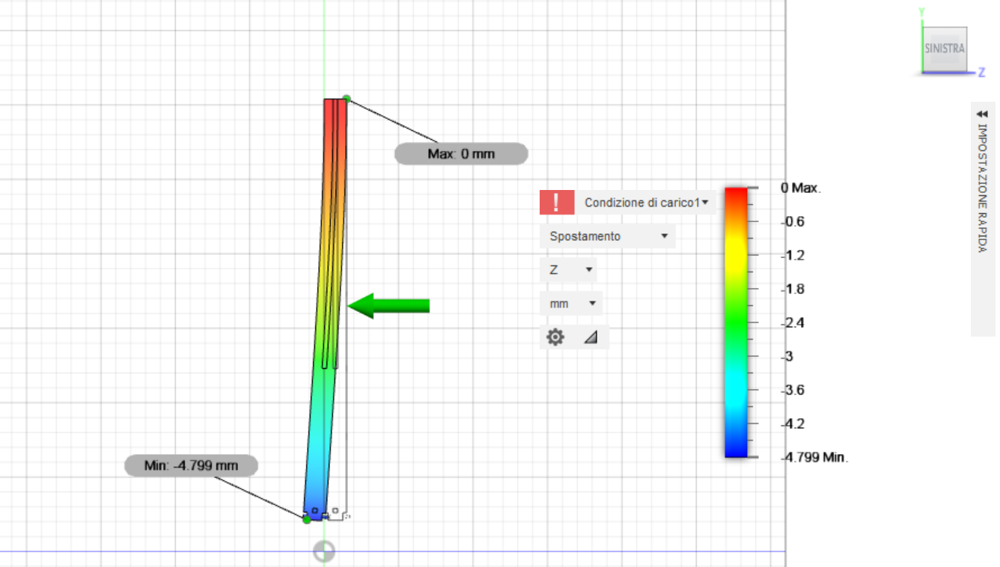 Y
SINISTRA
Z
IMPOSTAZIONE RAPIDA
Max: 0 mm
Condizione di carico1
Spostamento
Z
mm
0 Max.
-0.6
-1.2
-1.8
-2.4
-3
-3.6
-4.2
-4.799 Min.
Min: -4.799 mm